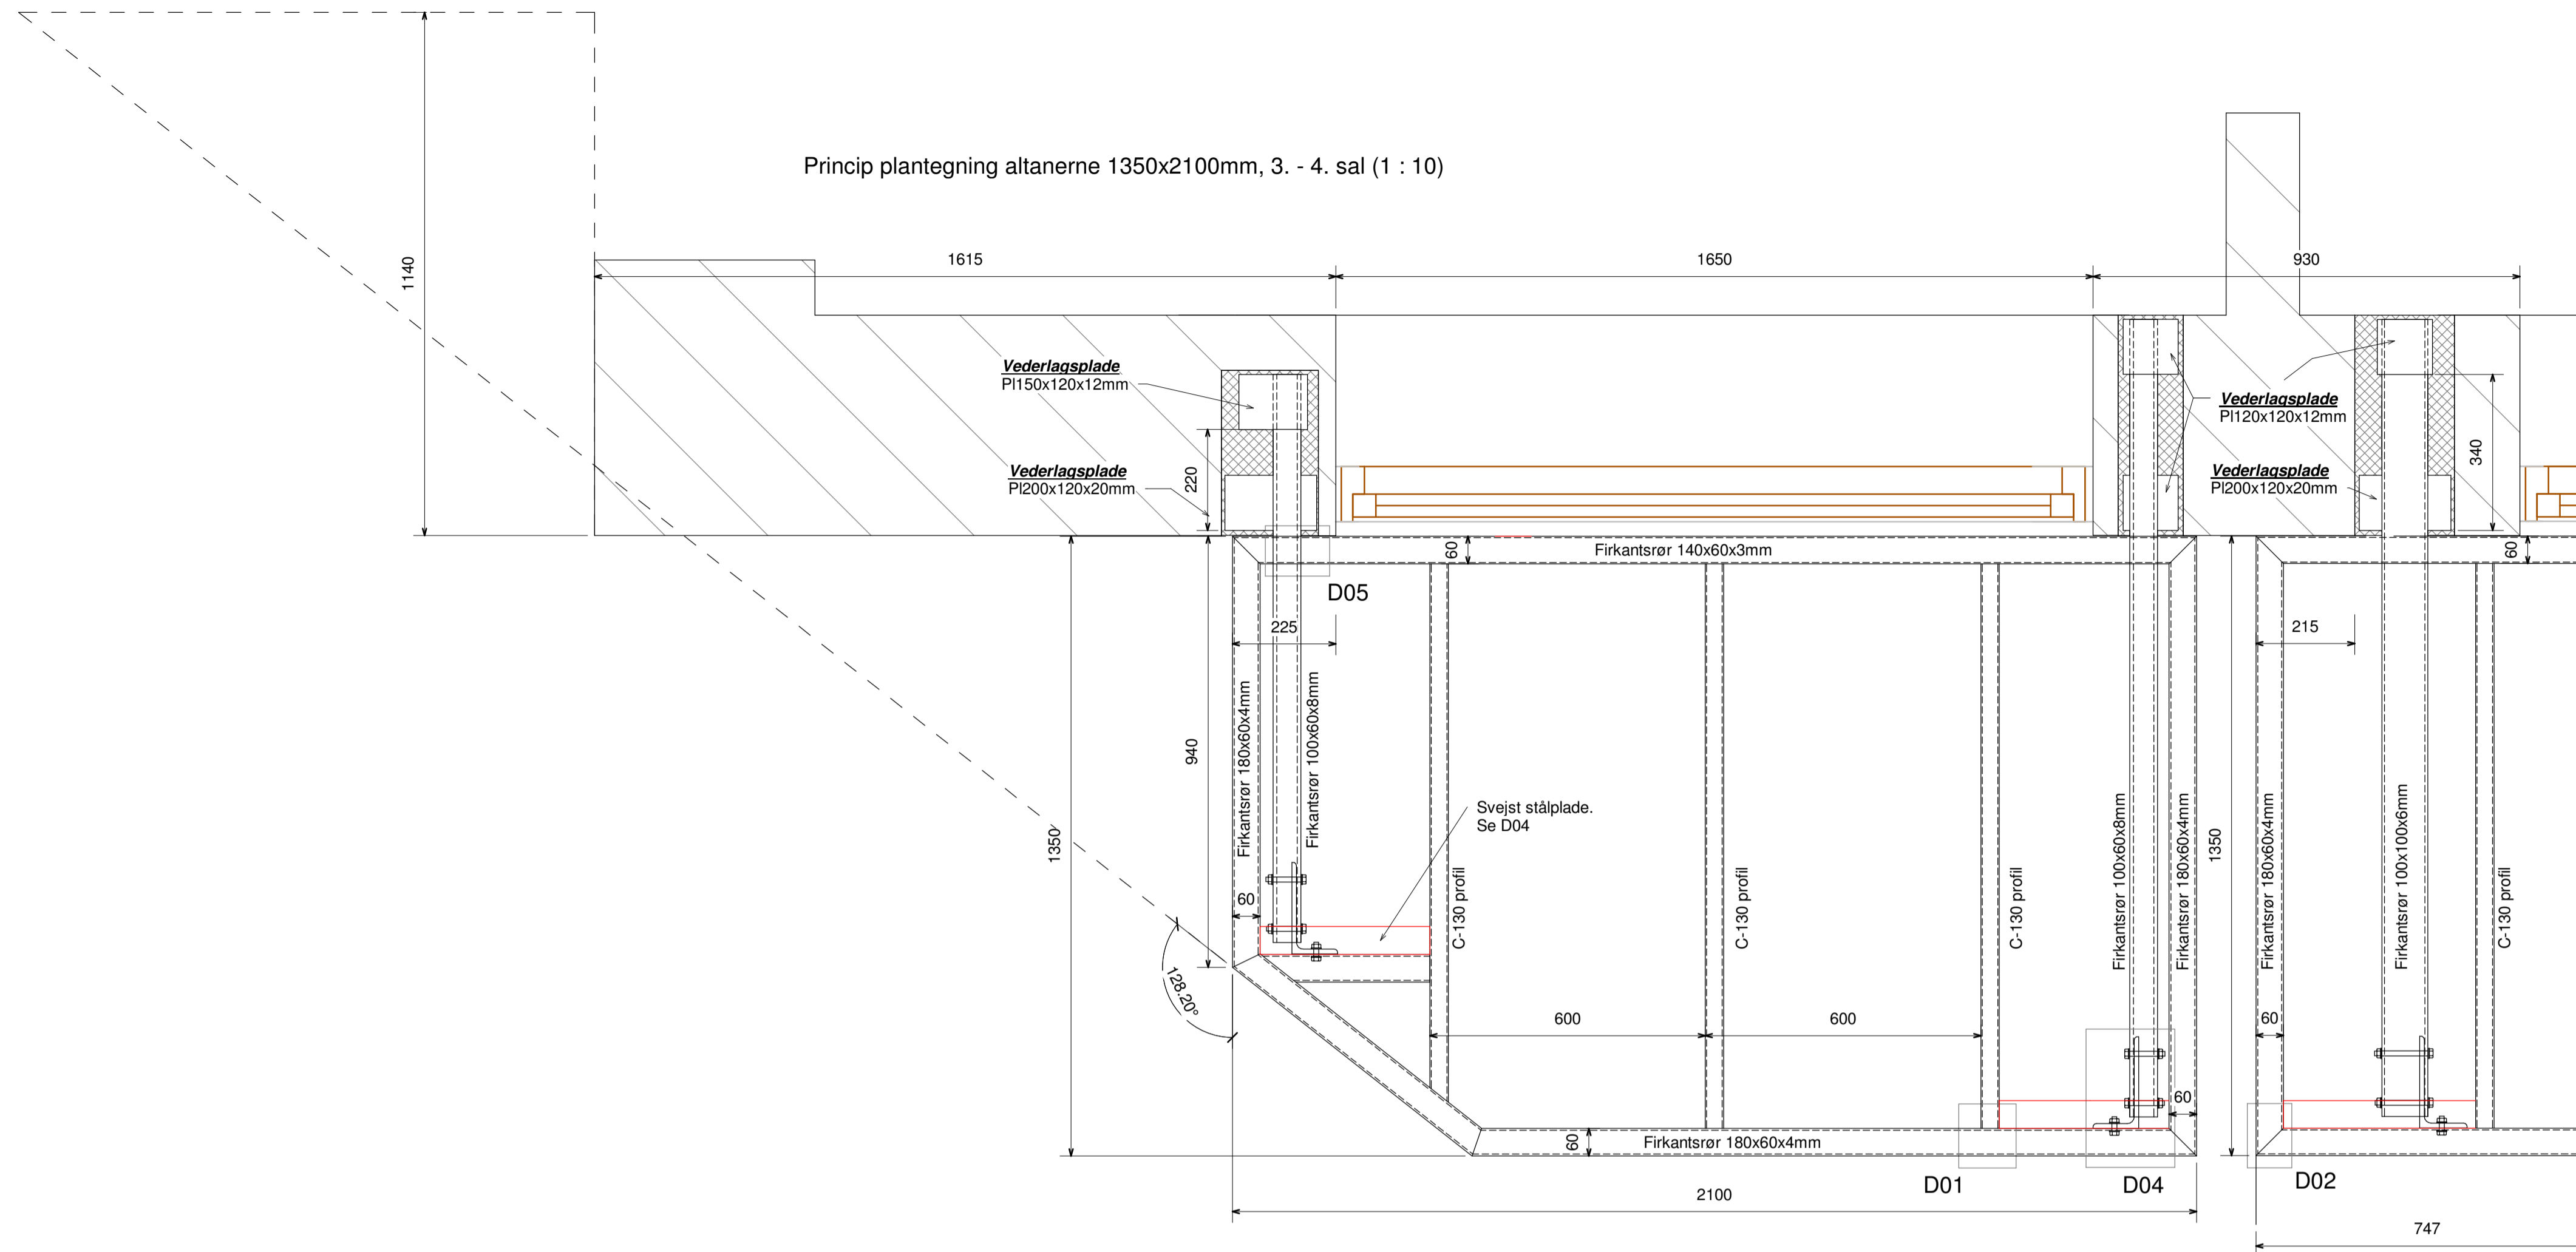 Princip plantegning altanerne 1350x2100mm, 3. - 4. sal (1 : 10)
1140
1615
1650
930
Vederlagsplade
Pl150x120x12mm
Vederlagsplade
Pl200x120x20mm
220
Vederlagsplade
Pl120x120x12mm
Vederlagsplade
Pl200x120x20mm
340
60
Firkantsrør 140x60x3mm
60
D05
225
215
Firkantsrør 180x60x4mm
Firkantsrør 100x60x8mm
940
1350
Svejst stålplade.
Se D04
C-130 profil
C-130 profil
C-130 profil
Firkantsrør 100x60x8mm
Firkantsrør 180x60x4mm
1350
Firkantsrør 180x60x4mm
Firkantsrør 100x100x6mm
C-130 profil
60
128.20°
600
600
60
60
60
Firkantsrør 180x60x4mm
D01
D04
D02
2100
747